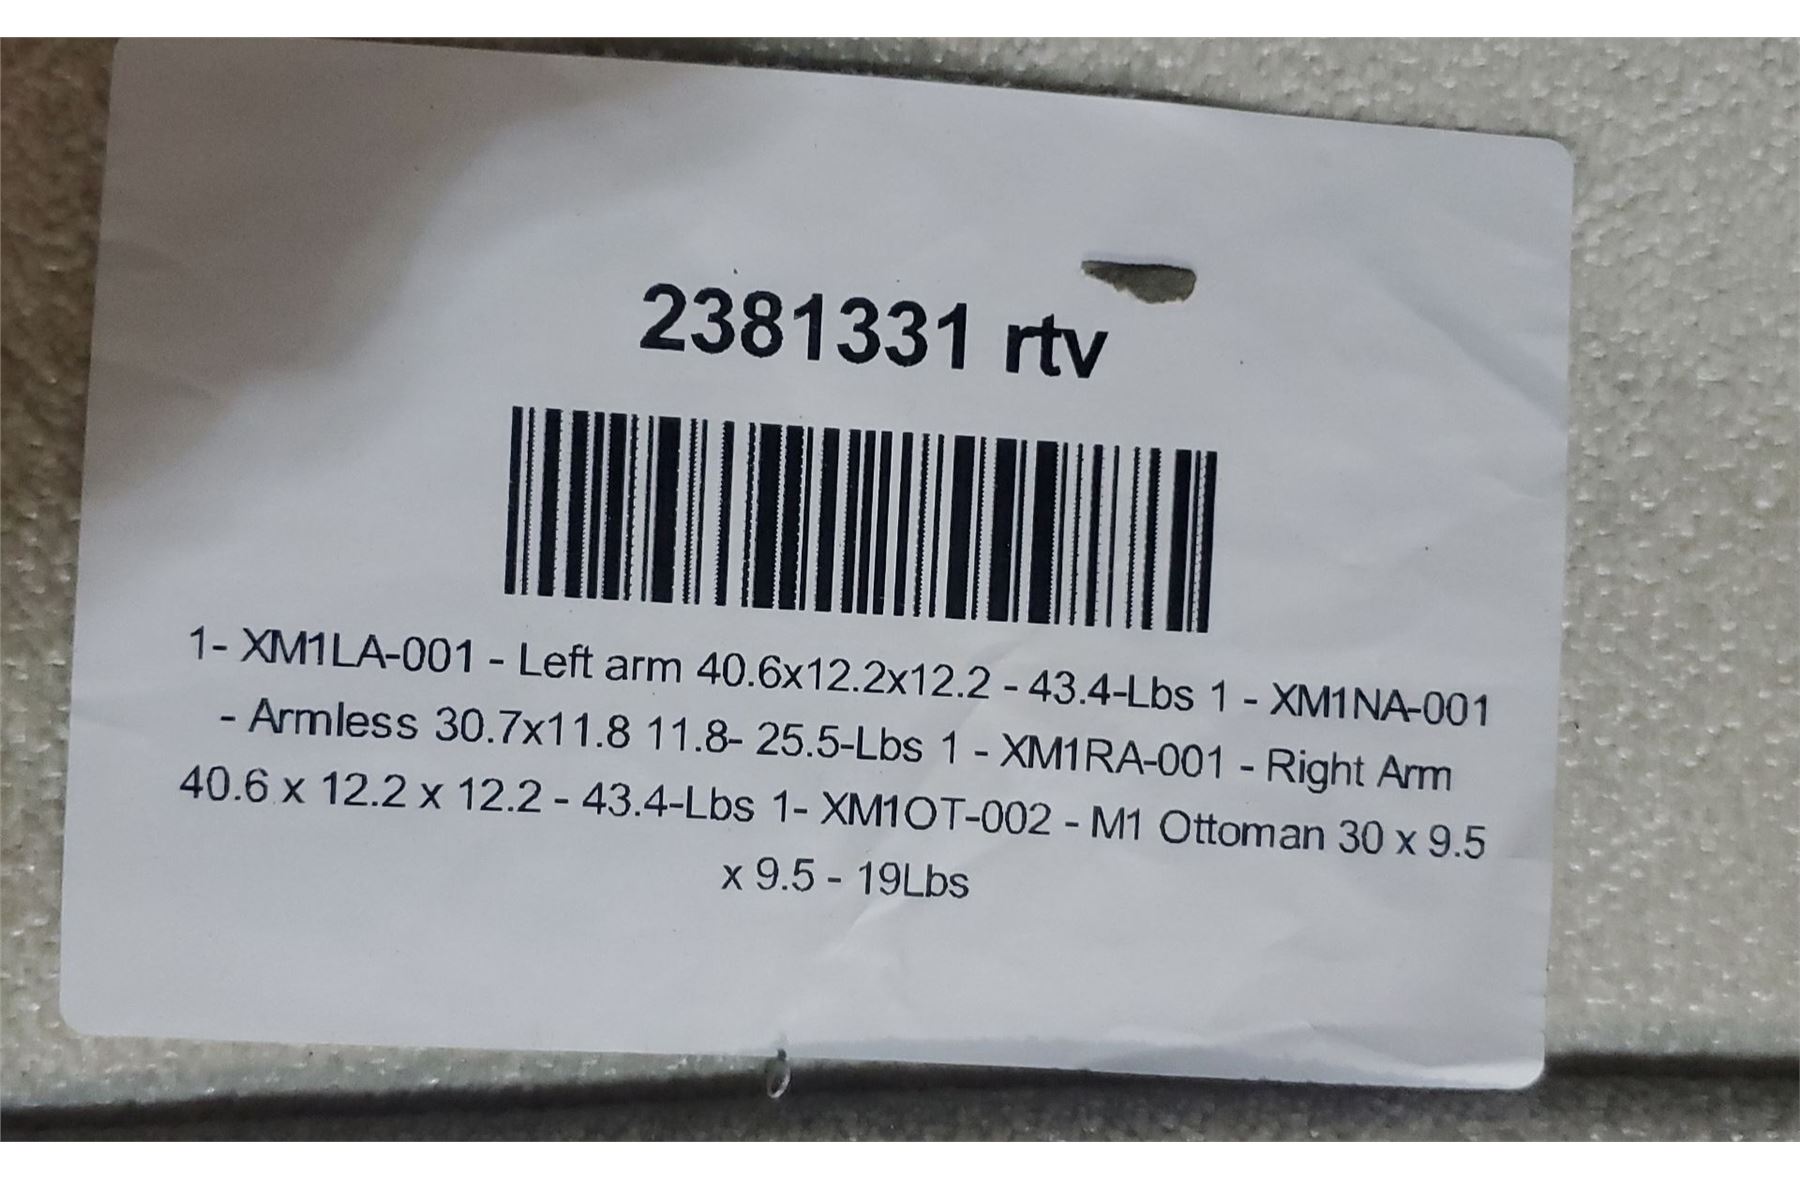 2381331 rtv
1- XM1LA-001 - Left arm 40.6x12.2x12.2 - 43.4-Lbs 1 - XM1NA-001
- Armless 30.7x11.8 11.8- 25.5-Lbs 1 - XM1RA-001 - Right Arm
40.6 x 12.2 x 12.2 - 43.4-Lbs 1- XM1OT-002 - M1 Ottoman 30 x 9.5
x 9.5 - 19Lbs